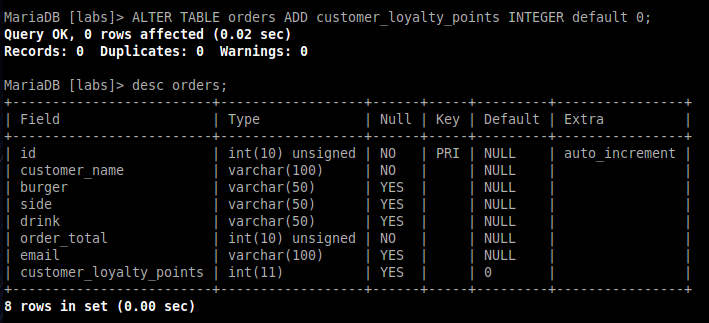 MariaDB [labs]> ALTER TABLE orders ADD customer_loyalty_points INTEGER default 0;
Query OK, 0 rows affected (0.02 sec)
Records: 0  Duplicates: 0  Warnings: 0

MariaDB [labs]> desc orders;
+-------------------------+------------------+------+-----+---------+----------------+
| Field                   | Type             | Null | Key | Default | Extra          |
+-------------------------+------------------+------+-----+---------+----------------+
| id                      | int(10) unsigned | NO   | PRI | NULL    | auto_increment |
| customer_name           | varchar(100)     | NO   |     | NULL    |                |
| burger                  | varchar(50)      | YES  |     | NULL    |                |
| side                    | varchar(50)      | YES  |     | NULL    |                |
| drink                   | varchar(50)      | YES  |     | NULL    |                |
| order_total             | int(10) unsigned | NO   |     | NULL    |                |
| email                   | varchar(100)     | YES  |     | NULL    |                |
| customer_loyalty_points | int(11)          | YES  |     | 0       |                |
+-------------------------+------------------+------+-----+---------+----------------+
8 rows in set (0.00 sec)